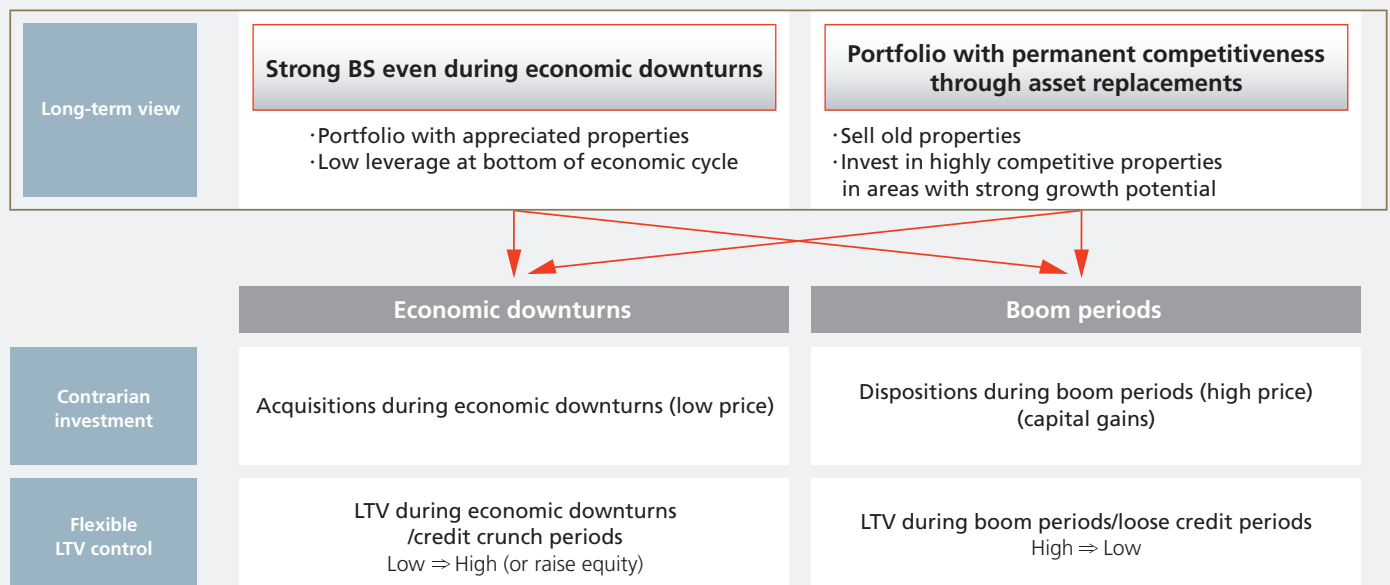 Long-term view
Strong BS even during economic downturns
·Portfolio with appreciated properties
·Low leverage at bottom of economic cycle
Portfolio with permanent competitiveness
through asset replacements
·Sell old properties
·Invest in highly competitive properties
in areas with strong growth potential
Economic downturns
Boom periods
Contrarian
investment
Acquisitions during economic downturns (low price)
Dispositions during boom periods (high price)
(capital gains)
Flexible
LTV control
LTV during economic downturns
/credit crunch periods
Low ⇒ High (or raise equity)
LTV during boom periods/loose credit periods
High ⇒ Low